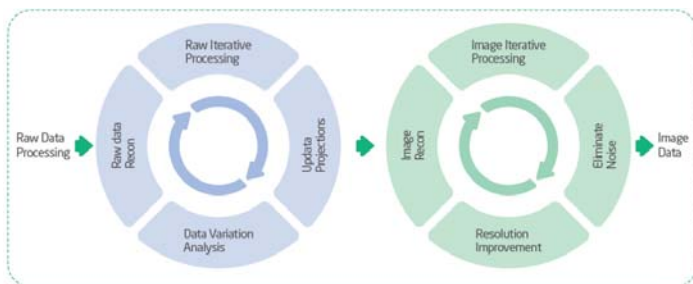 Raw Data
Processing
Raw Iterative
Processing
Raw data
Recon
Updata
Projections
Data Variation
Analysis
Image Iterative
Processing
Image
Recon
Eliminate
Noise
Resolution
Improvement
Image
Data